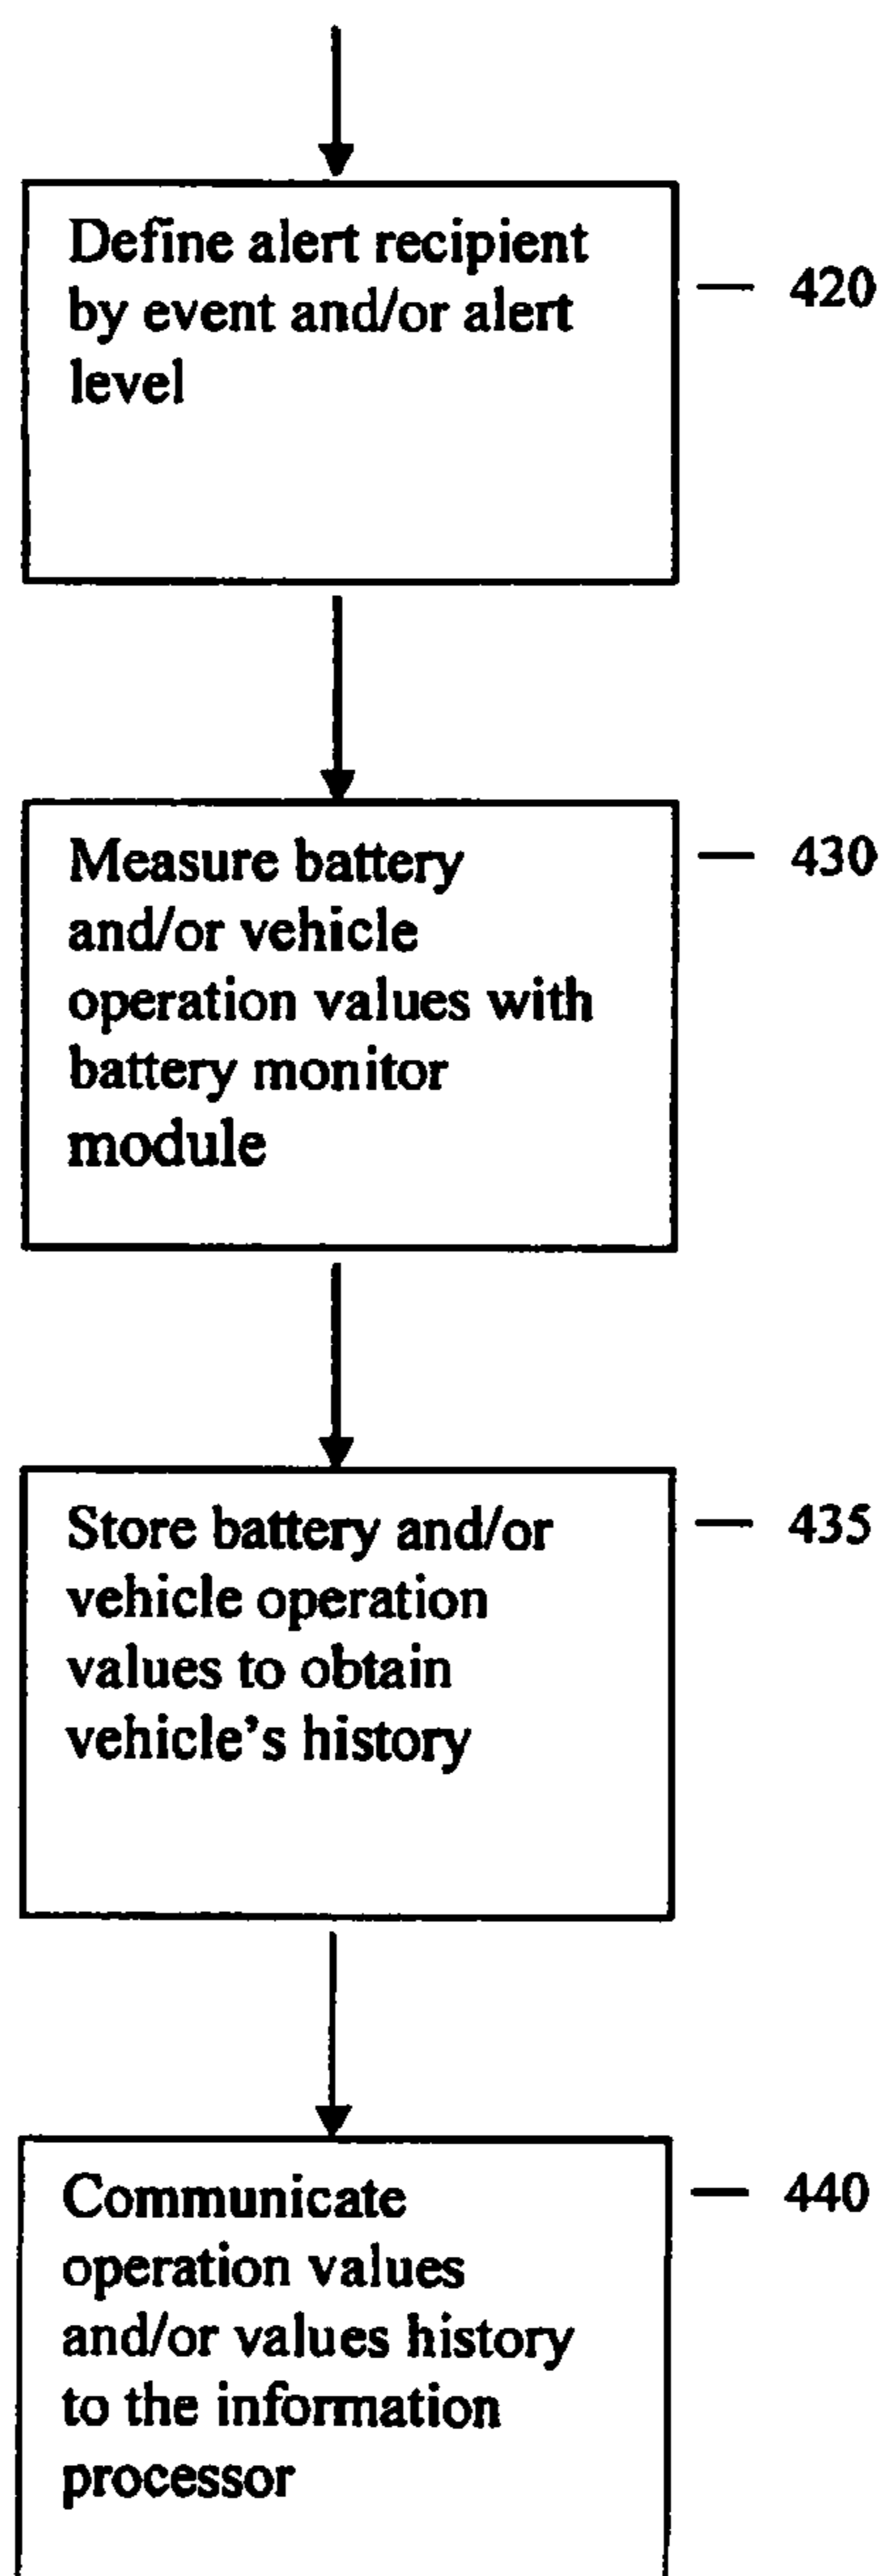 Define alert recipient
by event and/or alert
level
420
Measure battery
and/or vehicle
operation values with
battery monitor
module
430
Store battery and/or
vehicle operation
values to obtain
vehicle's history
435
Communicate
operation values
and/or values history
to the information
processor
440